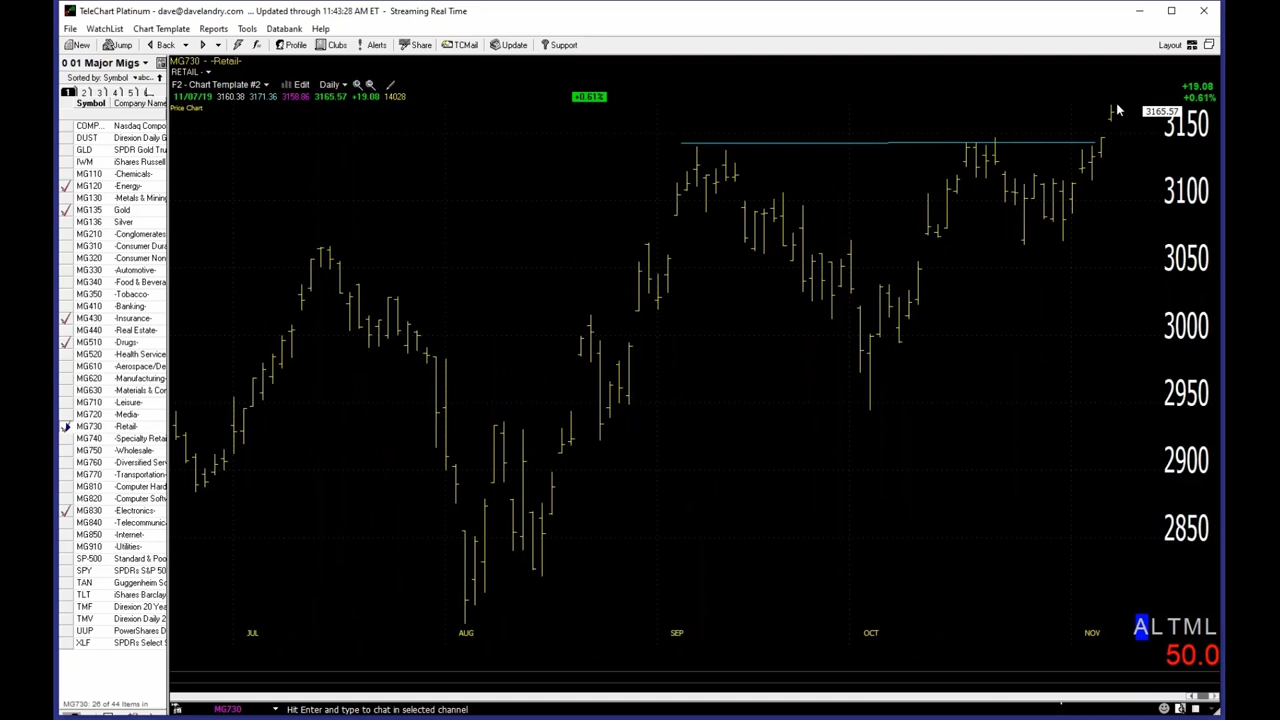 TeleChart Platinum - dave@davelandry.com ... Updated through 11:43:28 AM ET - Streaming Real Time
File WatchList Chart Template Reports Tools Databank Help
New Jump Back Profile Clubs Alerts Share TCMail Update Support Layout
0 01 Major Migs
Sorted by: Symbol abc..
1 2 3 4 5
Symbol Company Name
COMP... Nasdaq Compo
DUST Direxion Daily G
GLD SPDR Gold Tru
IWM iShares Russell
MG110 -Chemicals-
MG120 -Energy-
MG130 -Metals & Mining
MG135 Gold
MG136 Silver
MG210 -Conglomerates
MG310 -Consumer Dura
MG320 -Consumer Non
MG330 -Automotive-
MG340 -Food & Bevera
MG350 -Tobacco-
MG410 -Banking-
MG430 -Insurance-
MG440 -Real Estate-
MG510 -Drugs-
MG520 -Health Service
MG610 -Aerospace/De
MG620 -Manufacturing-
MG630 -Materials & Con
MG710 -Leisure-
MG720 -Media-
MG730 -Retail-
MG740 -Specialty Retai
MG750 -Wholesale-
MG760 -Diversified Ser
MG770 -Transportation-
MG810 -Computer Hard
MG820 -Computer Softw
MG830 -Electronics-
MG840 -Telecommunica
MG850 -Internet-
MG910 -Utilities-
SP-500 Standard & Poo
SPY SPDRs S&P 50
TAN Guggenheim So
TLT iShares Barclay
TMF Direxion 20 Yea
TMV Direxion Daily 2
UUP PowerShares D
XLF SPDRs Select S
MG730: 26 of 44 Items in
MG730 - -Retail-
RETAIL -
F2 - Chart Template #2 Edit Daily
11/07/19 3160.38 3171.36 3158.86 3165.57 +19.08 14028
+0.61%
Price Chart
+19.08
+0.61%
3165.57
3150
3100
3050
3000
2950
2900
2850
JUL AUG SEP OCT NOV
ALTML
50.0
MG730 Hit Enter and type to chat in selected channel